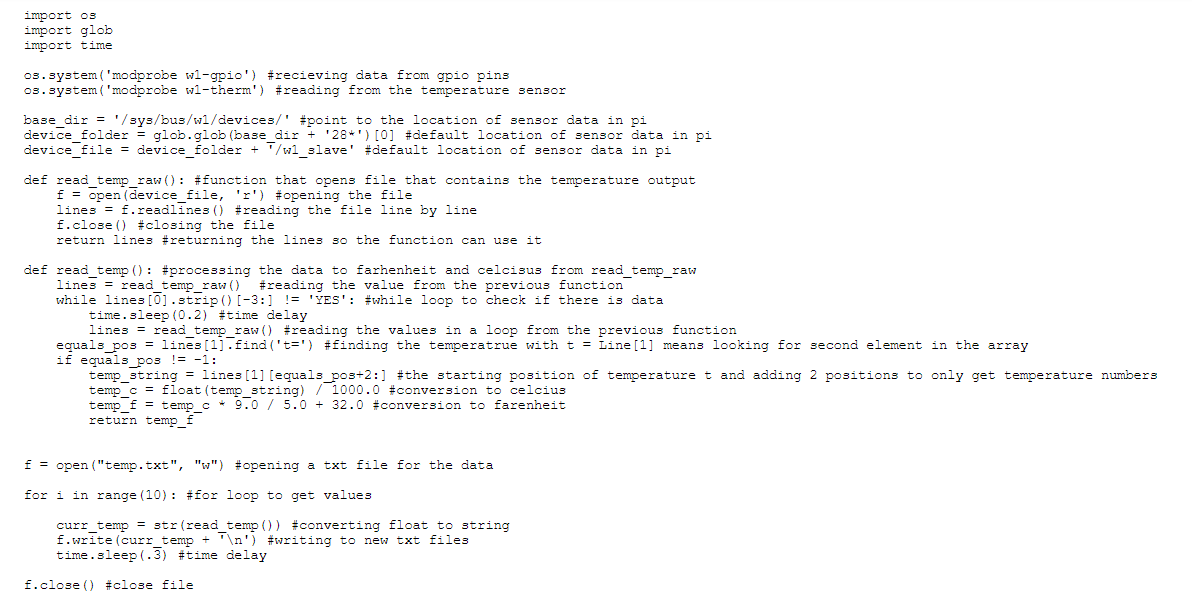 import os
import glob
import time
os.system('modprobe w1-gpio') #recieving data from gpio pins
os.system('modprobe w1-therm') #reading from the temperature sensor
base_dir = '/sys/bus/w1/devices/' #point to the location of sensor data in pi
device_folder = glob.glob(base_dir + '28*')[0] #default location of sensor data in pi
device_file = device_folder + '/w1_slave' #default location of sensor data in pi
def read_temp_raw(): #function that opens file that contains the temperature output
    f = open(device_file, 'r') #opening the file
    lines = f.readlines() #reading the file line by line
    f.close() #closing the file
    return lines #returning the lines so the function can use it
def read_temp(): #processing the data to farhenheit and celcisus from read_temp_raw
    lines = read_temp_raw()  #reading the value from the previous function
    while lines[0].strip()[-3:] != 'YES': #while loop to check if there is data
        time.sleep(0.2) #time delay
        lines = read_temp_raw() #reading the values in a loop from the previous function
    equals_pos = lines[1].find('t=') #finding the temperatrue with t = Line[1] means looking for second element in the array
    if equals_pos != -1:
        temp_string = lines[1][equals_pos+2:] #the starting position of temperature t and adding 2 positions to only get temperature numbers
        temp_c = float(temp_string) / 1000.0 #conversion to celcius
        temp_f = temp_c * 9.0 / 5.0 + 32.0 #conversion to farenheit
        return temp_f
f = open("temp.txt", "w") #opening a txt file for the data
for i in range(10): #for loop to get values
    curr_temp = str(read_temp()) #converting float to string
    f.write(curr_temp + '\n') #writing to new txt files
    time.sleep(.3) #time delay
f.close() #close file